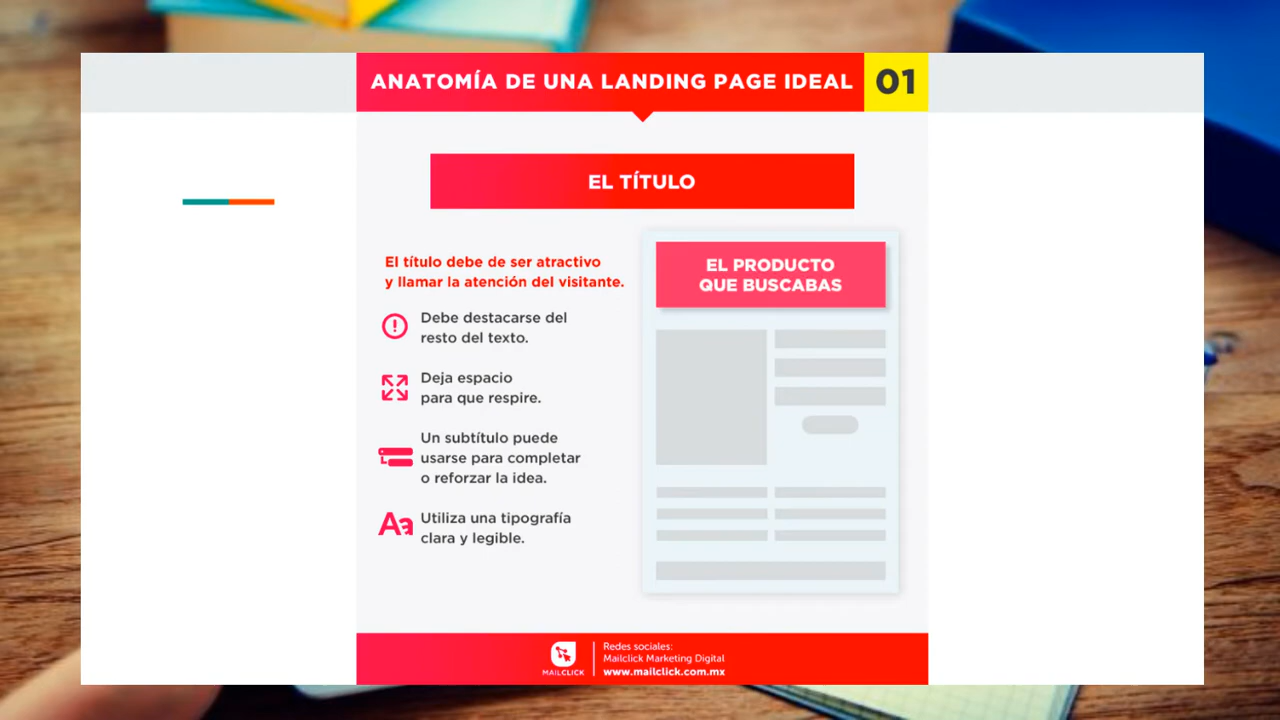 ANATOMÍA DE UNA LANDING PAGE IDEAL
01
EL TÍTULO
El título debe de ser atractivo
y llamar la atención del visitante.
Debe destacarse del
resto del texto.
Deja espacio
para que respire.
Un subtítulo puede
usarse para completar
o reforzar la idea.
Aa
Utiliza una tipografía
clara y legible.
EL PRODUCTO
QUE BUSCABAS
MAILCLICK
Redes sociales:
Mailclick Marketing Digital
www.mailclick.com.mx